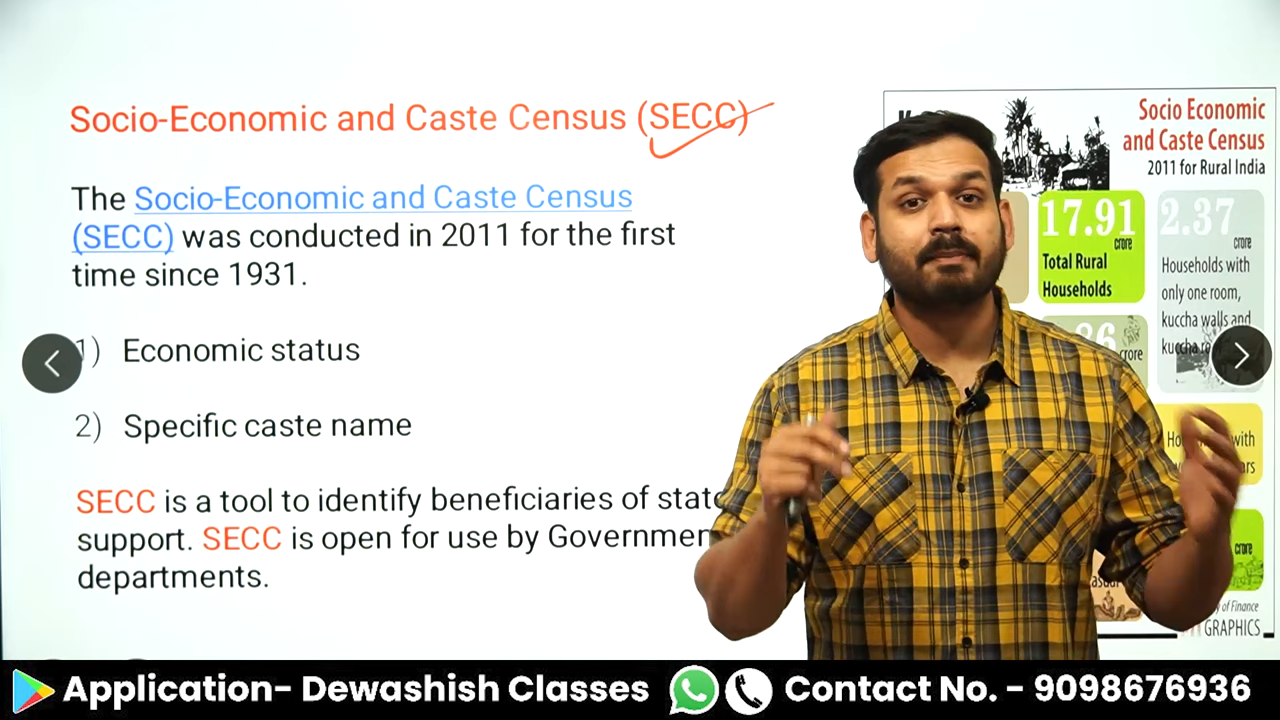 Socio-Economic and Caste Census (SECC)
The Socio-Economic and Caste Census
(SECC) was conducted in 2011 for the first
time since 1931.
1) Economic status
2) Specific caste name
SECC is a tool to identify beneficiaries of
support. SECC is open for use by
departments.
Socio Economic
and Caste Census
2011 for Rural India
17.91
crore
Total Rural
Households
2.37
crore
Households with
only one room,
kuccha walls and
crore
with
crore
of Finance
GRAPHICS
Application- Dewashish Classes
Contact No. - 9098676936